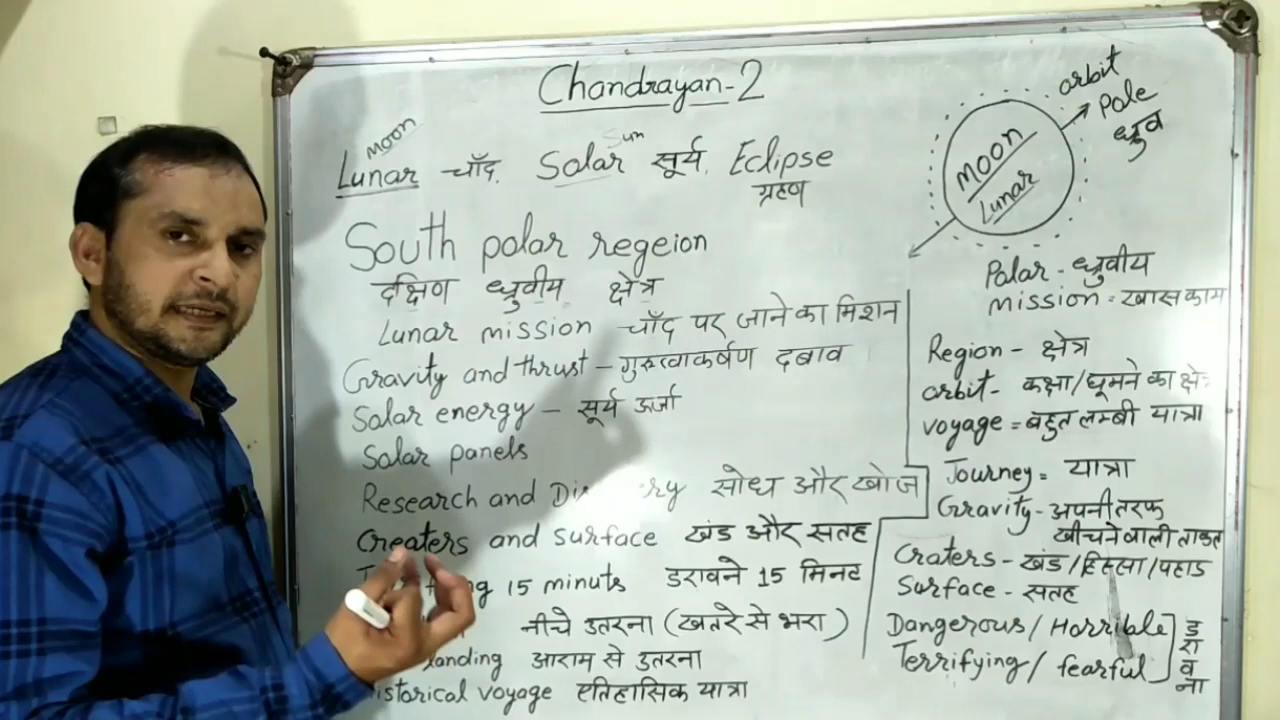 Chandrayan-2
Moon Sun
Lunar चाँद, Solar सूर्य. Eclipse
ग्रहण
South polar regeion
दक्षिण ध्रुवीय क्षेत्र
Lunar mission चाँद पर जाने का मिशन
Gravity and thrust - गुरुत्वाकर्षण दबाव
Solar energy - सूर्य ऊर्जा
Solar panels
Research and सोध और खोज
Creaters and surface खंड और सतह
15 minuts डरावने 15 मिनट
नीचे उतरना (खतरे से भरा)
landing आराम से उतरना
Historical voyage एतिहासिक यात्रा
orbit
Pole
ध्रुव
Moon
Lunar
Polar - ध्रुवीय
mission = खास काम
Region - क्षेत्र
orbit - कक्षा/घूमने का
voyage = बहुत लम्बी यात्रा
Journey = यात्रा
Gravity - अपनी तरफ
खीचने वाली ताकत
Craters - खंड/हिस्सा/पहाड
Surface - सतह
Dangerous/Horrible
Terrifying/fearful
डरावना